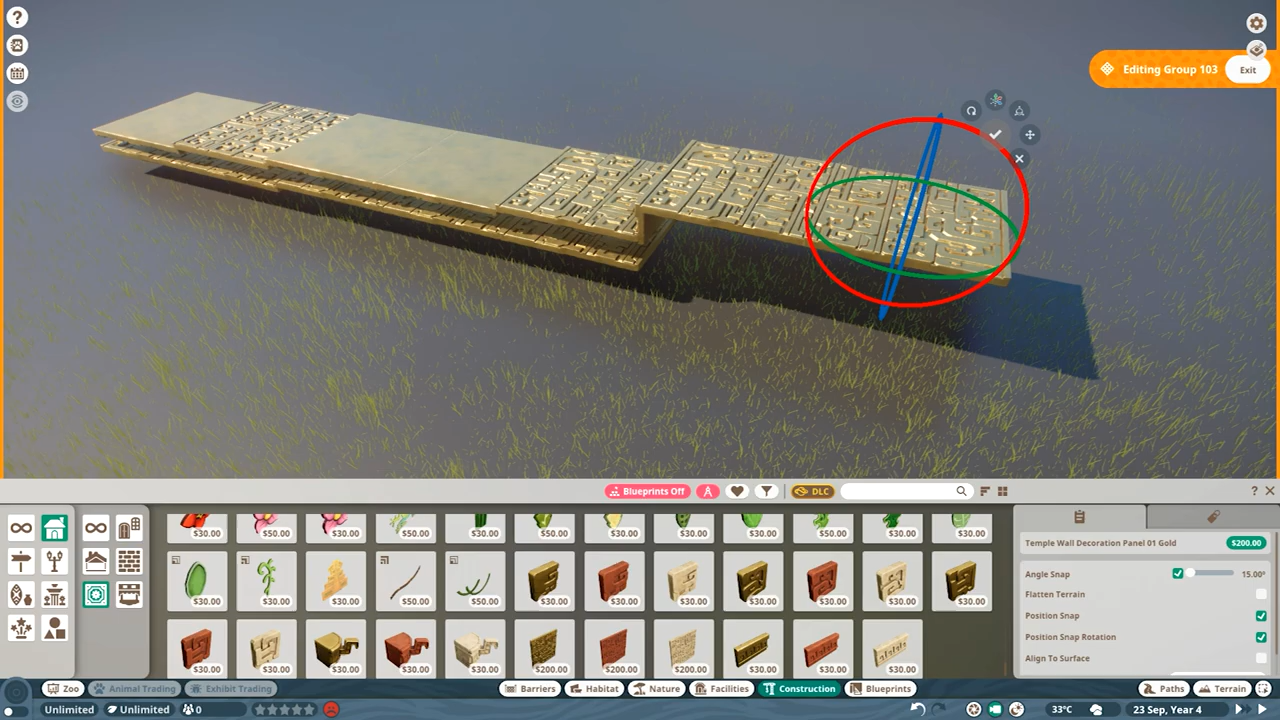 ?
Editing Group 103
Exit
Blueprints Off
DLC
? ×
$30.00 $50.00 $30.00 $50.00 $30.00 $50.00 $30.00 $30.00 $30.00 $30.00 $30.00 $30.00
$30.00 $30.00 $30.00 $50.00 $50.00 $30.00 $30.00 $30.00 $30.00 $30.00 $30.00 $30.00
$30.00 $30.00 $30.00 $30.00 $30.00 $200.00 $200.00 $200.00 $30.00 $30.00 $30.00
Temple Wall Decoration Panel 01 Gold $200.00
Angle Snap 15.00°
Flatten Terrain
Position Snap
Position Snap Rotation
Align To Surface
Zoo Animal Trading Exhibit Trading Barriers Habitat Nature Facilities Construction Blueprints Paths Terrain
Unlimited Unlimited 0 33°C 23 Sep, Year 4